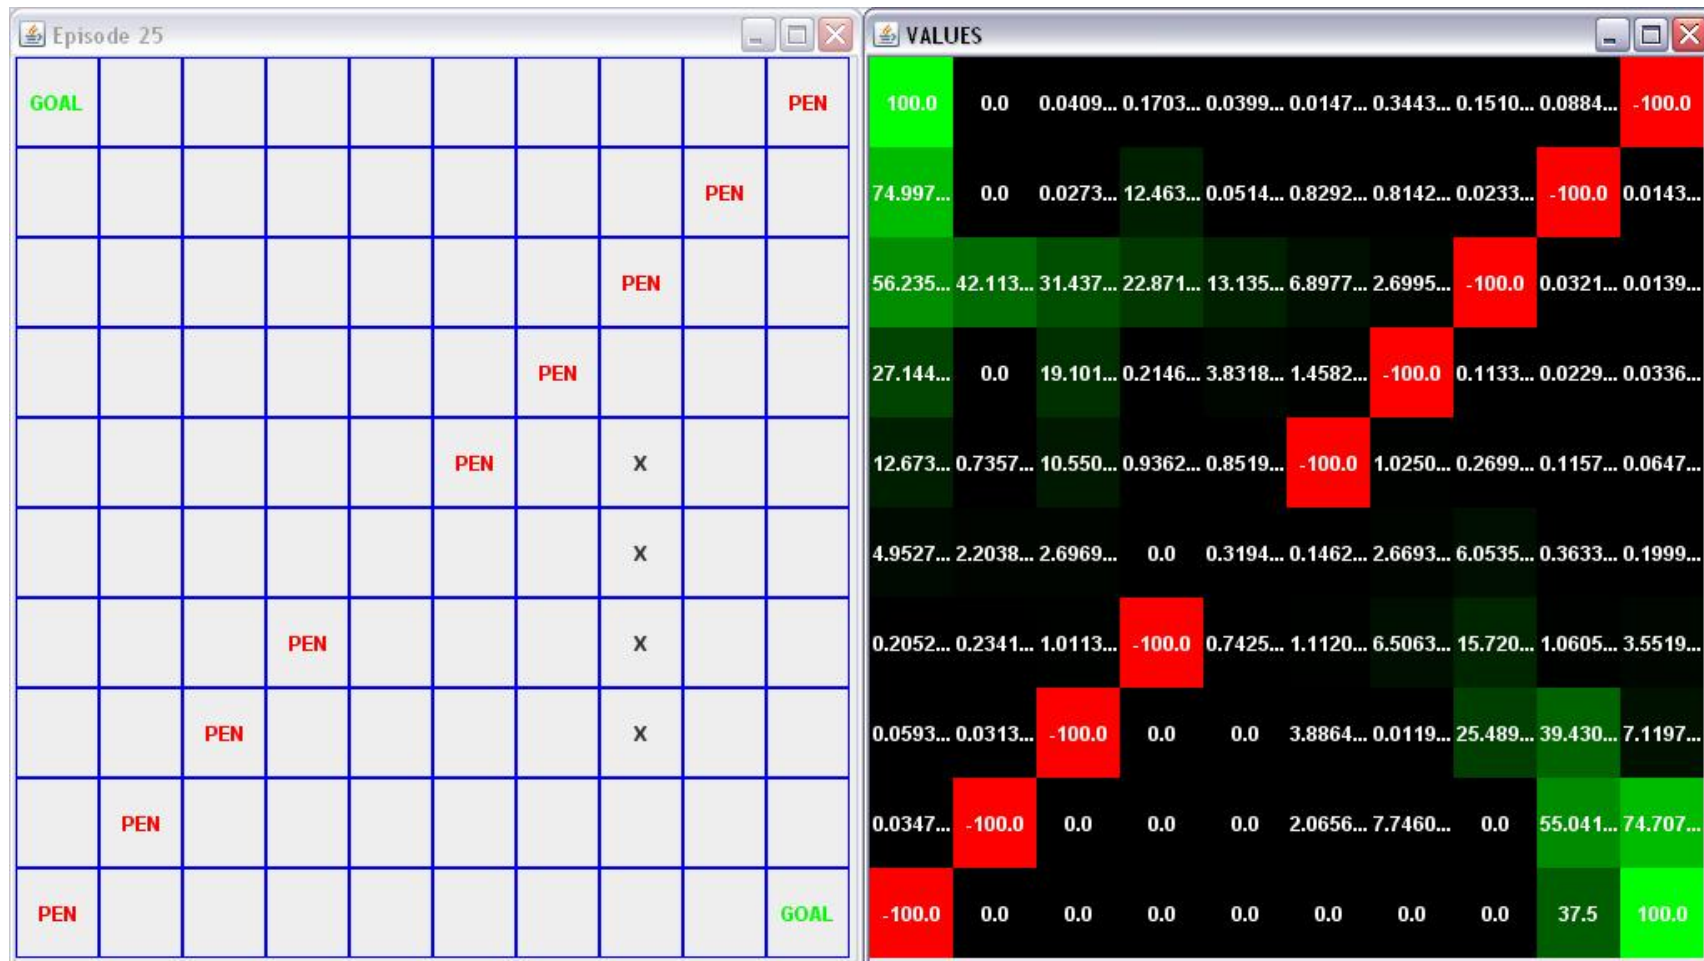 Episode 25
GOAL PEN
PEN
PEN
PEN
PEN X
X
PEN X
PEN X
PEN
PEN GOAL
VALUES
100.0 0.0 0.0409... 0.1703... 0.0399... 0.0147... 0.3443... 0.1510... 0.0884... -100.0
74.997... 0.0 0.0273... 12.463... 0.0514... 0.8292... 0.8142... 0.0233... -100.0 0.0143...
56.235... 42.113... 31.437... 22.871... 13.135... 6.8977... 2.6995... -100.0 0.0321... 0.0139...
27.144... 0.0 19.101... 0.2146... 3.8318... 1.4582... -100.0 0.1133... 0.0229... 0.0336...
12.673... 0.7357... 10.550... 0.9362... 0.8519... -100.0 1.0250... 0.2699... 0.1157... 0.0647...
4.9527... 2.2038... 2.6969... 0.0 0.3194... 0.1462... 2.6693... 6.0535... 0.3633... 0.1999...
0.2052... 0.2341... 1.0113... -100.0 0.7425... 1.1120... 6.5063... 15.720... 1.0605... 3.5519...
0.0593... 0.0313... -100.0 0.0 0.0 3.8864... 0.0119... 25.489... 39.430... 7.1197...
0.0347... -100.0 0.0 0.0 0.0 2.0656... 7.7460... 0.0 55.041... 74.707...
-100.0 0.0 0.0 0.0 0.0 0.0 0.0 0.0 37.5 100.0